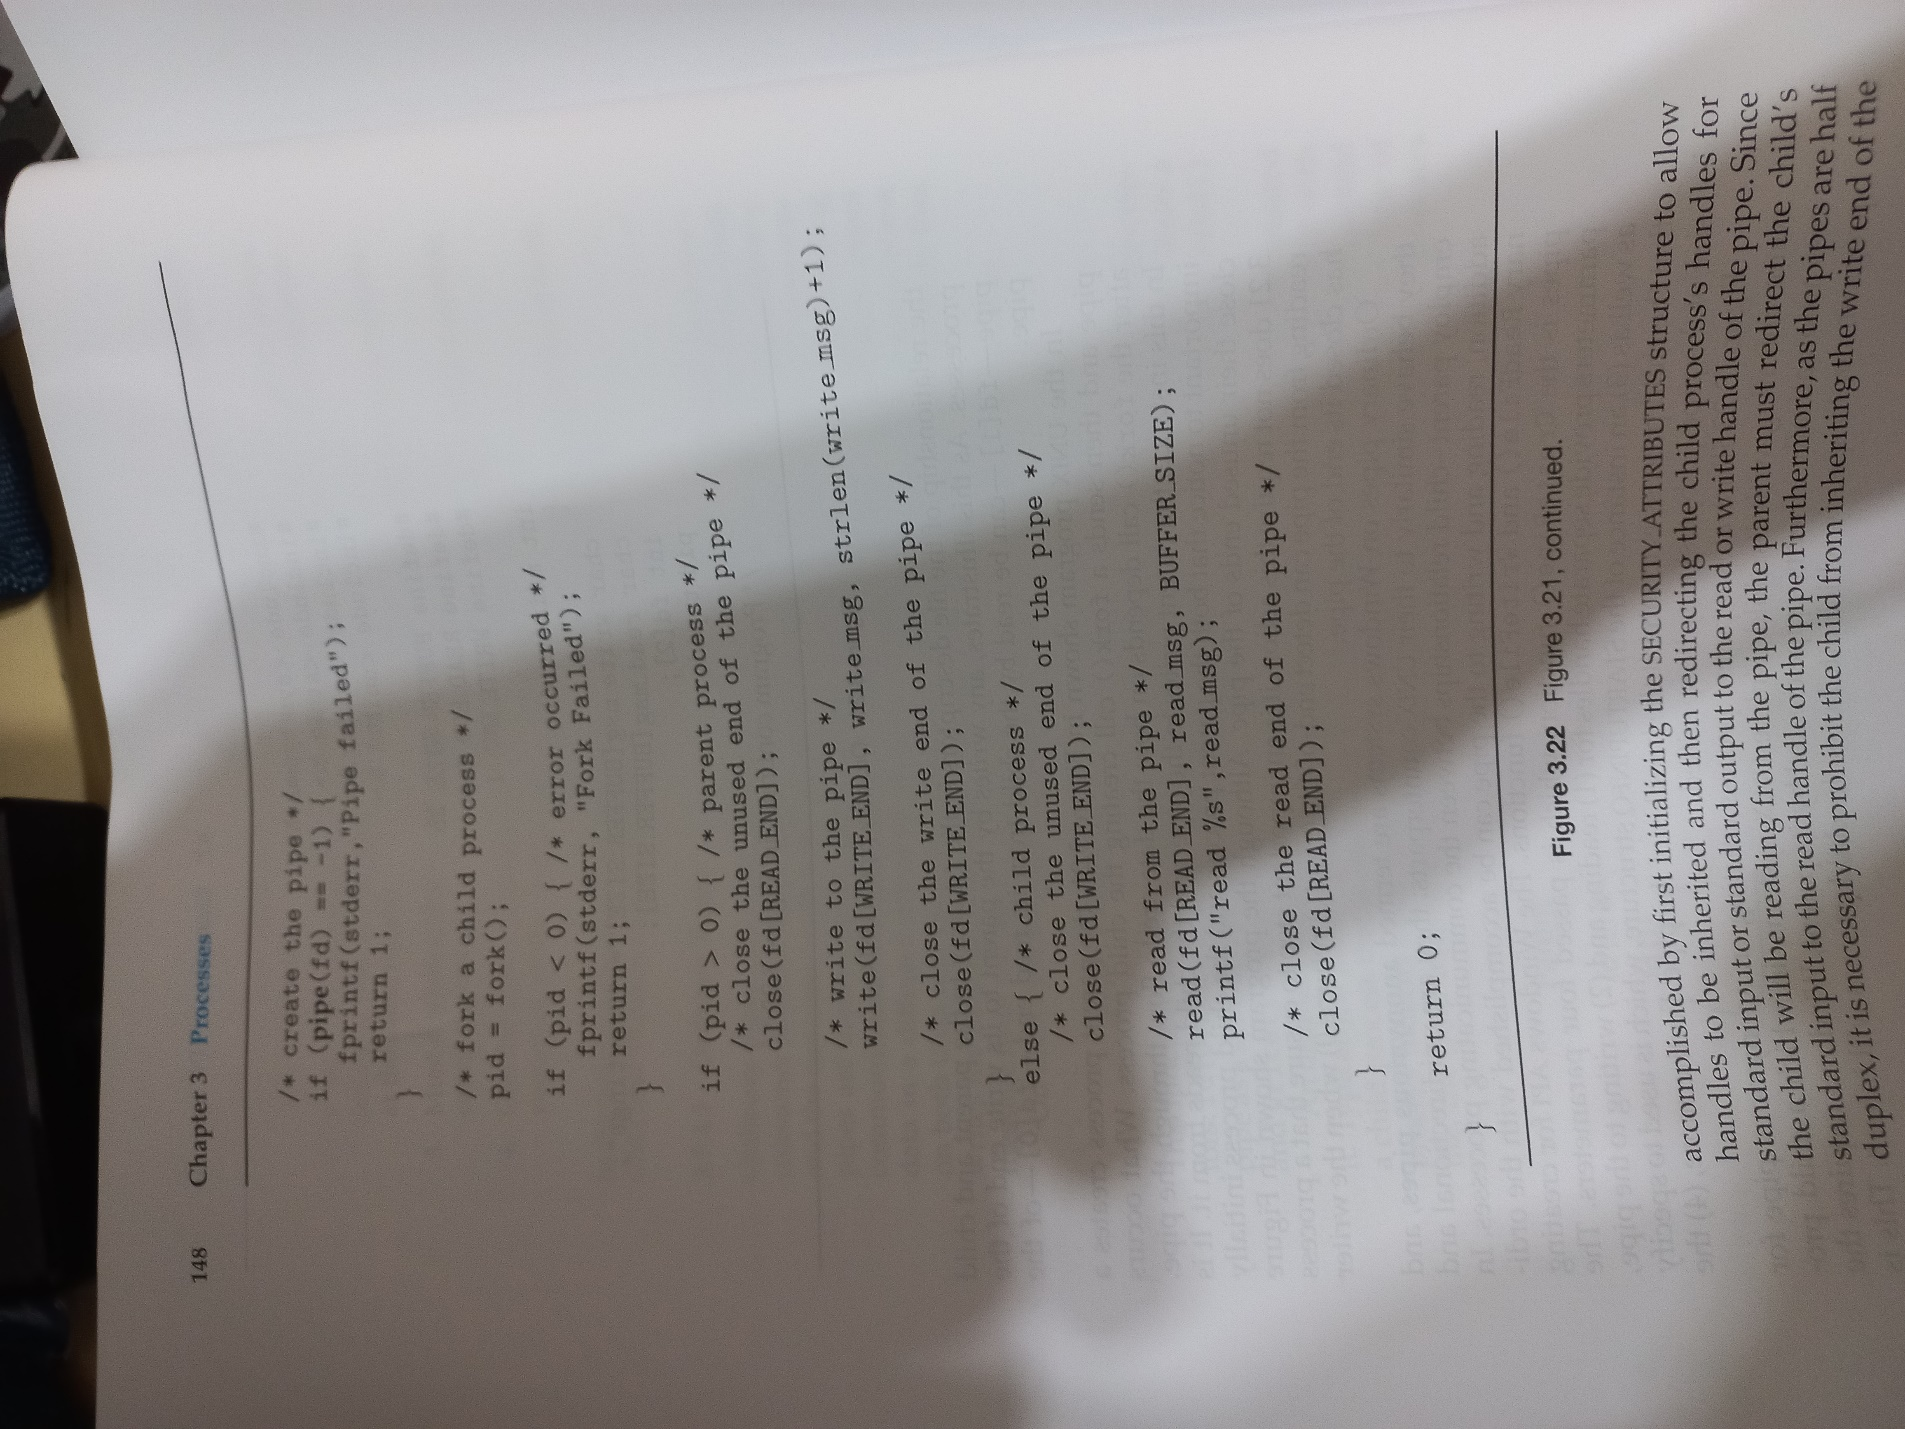 148 Chapter 3 Processes
/* create the pipe */
if (pipe(fd) == -1) {
fprintf(stderr,"Pipe failed");
return 1;
}
/* fork a child process */
pid = fork();
if (pid < 0) { /* error occurred */
fprintf(stderr, "Fork Failed");
return 1;
}
if (pid > 0) { /* parent process */
/* close the unused end of the pipe */
close(fd[READ_END]);
/* write to the pipe */
write(fd[WRITE_END], write_msg, strlen(write_msg)+1);
/* close the write end of the pipe */
close(fd[WRITE_END]);
}
else { /* child process */
/* close the unused end of the pipe */
close(fd[WRITE_END]);
/* read from the pipe */
read(fd[READ_END], read_msg, BUFFER_SIZE);
printf("read %s",read_msg);
/* close the read end of the pipe */
close(fd[READ_END]);
}
return 0;
}
Figure 3.22 Figure 3.21, continued.
accomplished by first initializing the SECURITY_ATTRIBUTES structure to allow
handles to be inherited and then redirecting the child process's handles for
standard input or standard output to the read or write handle of the pipe. Since
the child will be reading from the pipe, the parent must redirect the child's
standard input to the read handle of the pipe. Furthermore, as the pipes are half
duplex, it is necessary to prohibit the child from inheriting the write end of the